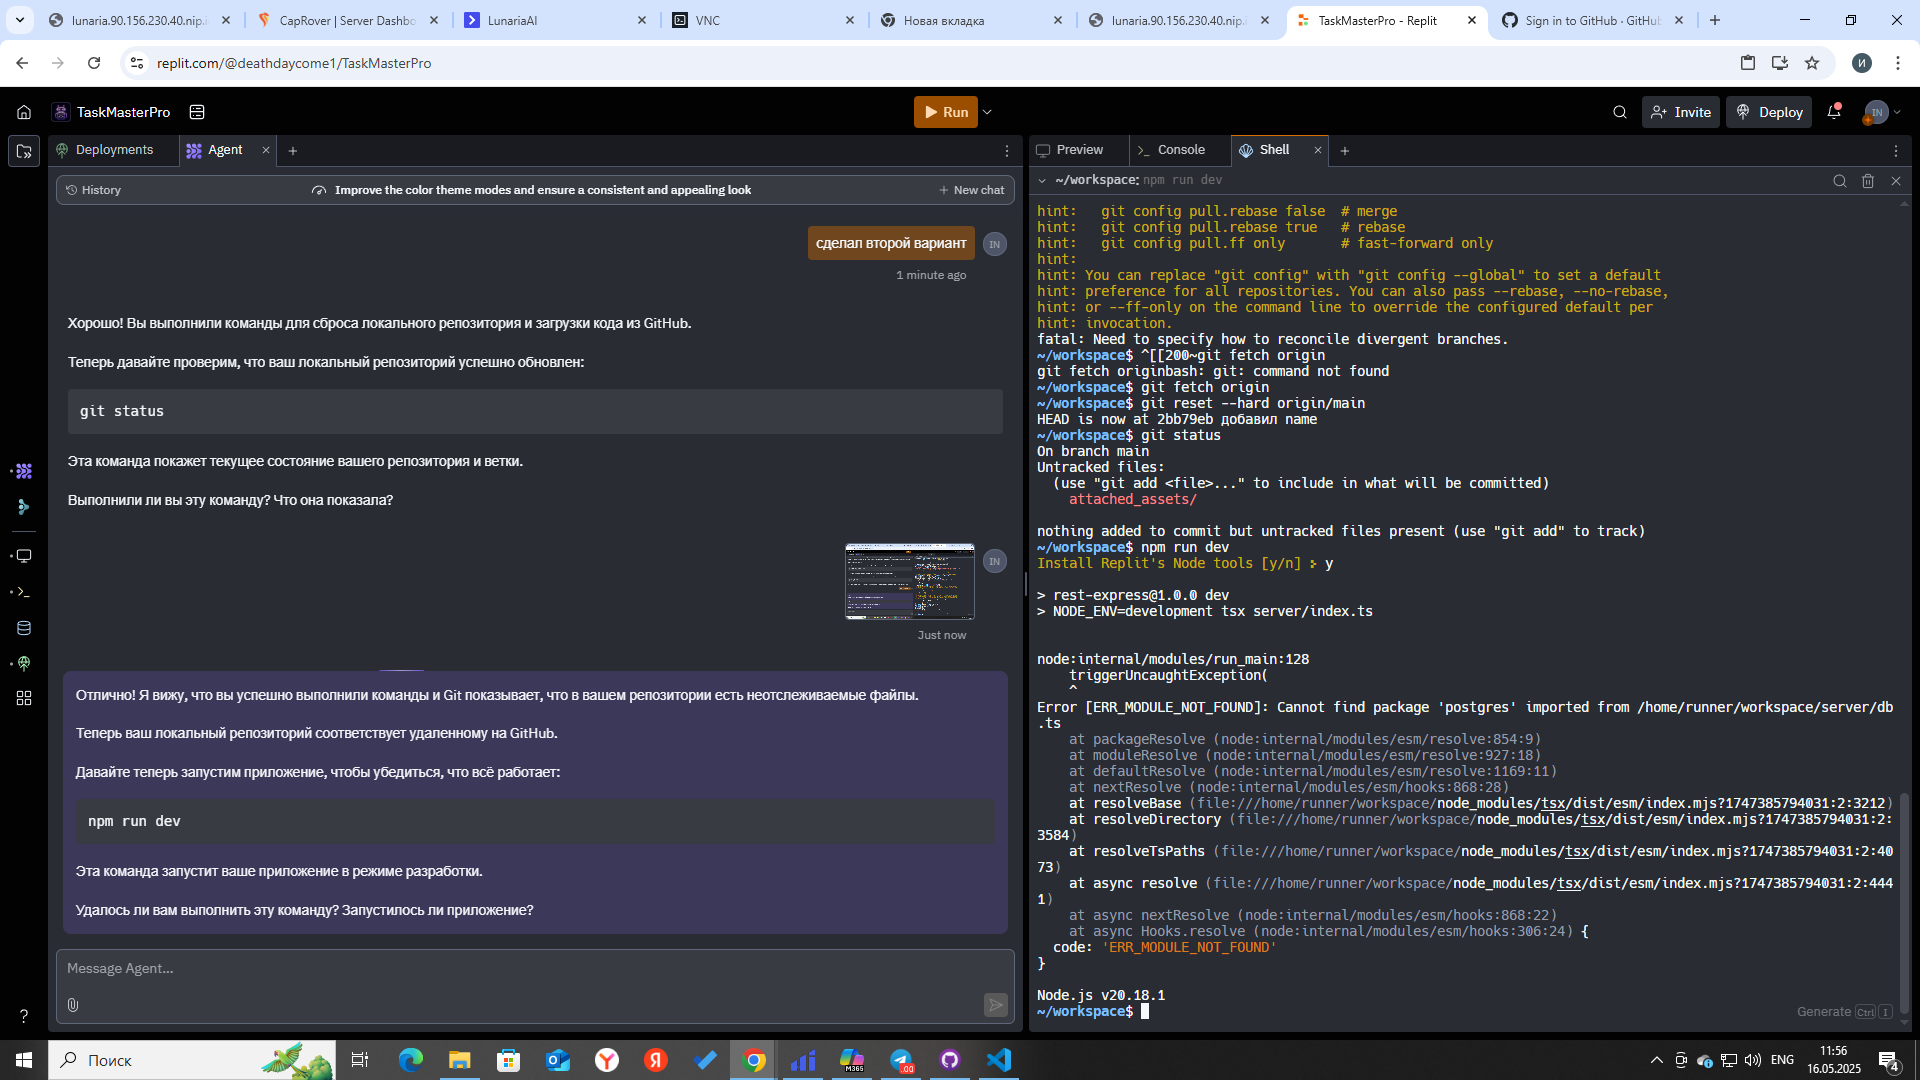 lunaria.90.156.230.40.nip.i
CapRover | Server Dashbo
LunariaAI
VNC
Новая вкладка
lunaria.90.156.230.40.nip.i
TaskMasterPro - Replit
Sign in to GitHub · GitHub
replit.com/@deathdaycome1/TaskMasterPro
И
TaskMasterPro
Run
Invite
Deploy
IN
Deployments
Agent
Preview
Console
Shell
History
Improve the color theme modes and ensure a consistent and appealing look
New chat
~/workspace: npm run dev
сделал второй вариант
IN
1 minute ago
Хорошо! Вы выполнили команды для сброса локального репозитория и загрузки кода из GitHub.
Теперь давайте проверим, что ваш локальный репозиторий успешно обновлен:
git status
Эта команда покажет текущее состояние вашего репозитория и ветки.
Выполнили ли вы эту команду? Что она показала?
IN
Just now
Отлично! Я вижу, что вы успешно выполнили команды и Git показывает, что в вашем репозитории есть неотслеживаемые файлы.
Теперь ваш локальный репозиторий соответствует удаленному на GitHub.
Давайте теперь запустим приложение, чтобы убедиться, что всё работает:
npm run dev
Эта команда запустит ваше приложение в режиме разработки.
Удалось ли вам выполнить эту команду? Запустилось ли приложение?
Message Agent...
hint:   git config pull.rebase false  # merge
hint:   git config pull.rebase true   # rebase
hint:   git config pull.ff only       # fast-forward only
hint:
hint: You can replace "git config" with "git config --global" to set a default
hint: preference for all repositories. You can also pass --rebase, --no-rebase,
hint: or --ff-only on the command line to override the configured default per
hint: invocation.
fatal: Need to specify how to reconcile divergent branches.
~/workspace$ ^[[200~git fetch origin
git fetch originbash: git: command not found
~/workspace$ git fetch origin
~/workspace$ git reset --hard origin/main
HEAD is now at 2bb79eb добавил name
~/workspace$ git status
On branch main
Untracked files:
  (use "git add <file>..." to include in what will be committed)
    attached_assets/
nothing added to commit but untracked files present (use "git add" to track)
~/workspace$ npm run dev
Install Replit's Node tools [y/n] : y
> rest-express@1.0.0 dev
> NODE_ENV=development tsx server/index.ts
node:internal/modules/run_main:128
    triggerUncaughtException(
    ^
Error [ERR_MODULE_NOT_FOUND]: Cannot find package 'postgres' imported from /home/runner/workspace/server/db
.ts
    at packageResolve (node:internal/modules/esm/resolve:854:9)
    at moduleResolve (node:internal/modules/esm/resolve:927:18)
    at defaultResolve (node:internal/modules/esm/resolve:1169:11)
    at nextResolve (node:internal/modules/esm/hooks:868:28)
    at resolveBase (file:///home/runner/workspace/node_modules/tsx/dist/esm/index.mjs?1747385794031:2:3212)
    at resolveDirectory (file:///home/runner/workspace/node_modules/tsx/dist/esm/index.mjs?1747385794031:2:
3584)
    at resolveTsPaths (file:///home/runner/workspace/node_modules/tsx/dist/esm/index.mjs?1747385794031:2:40
73)
    at async resolve (file:///home/runner/workspace/node_modules/tsx/dist/esm/index.mjs?1747385794031:2:444
1)
    at async nextResolve (node:internal/modules/esm/hooks:868:22)
    at async Hooks.resolve (node:internal/modules/esm/hooks:306:24) {
  code: 'ERR_MODULE_NOT_FOUND'
}
Node.js v20.18.1
~/workspace$
Generate Ctrl I
Поиск
M365
ENG
11:56
16.05.2025
4